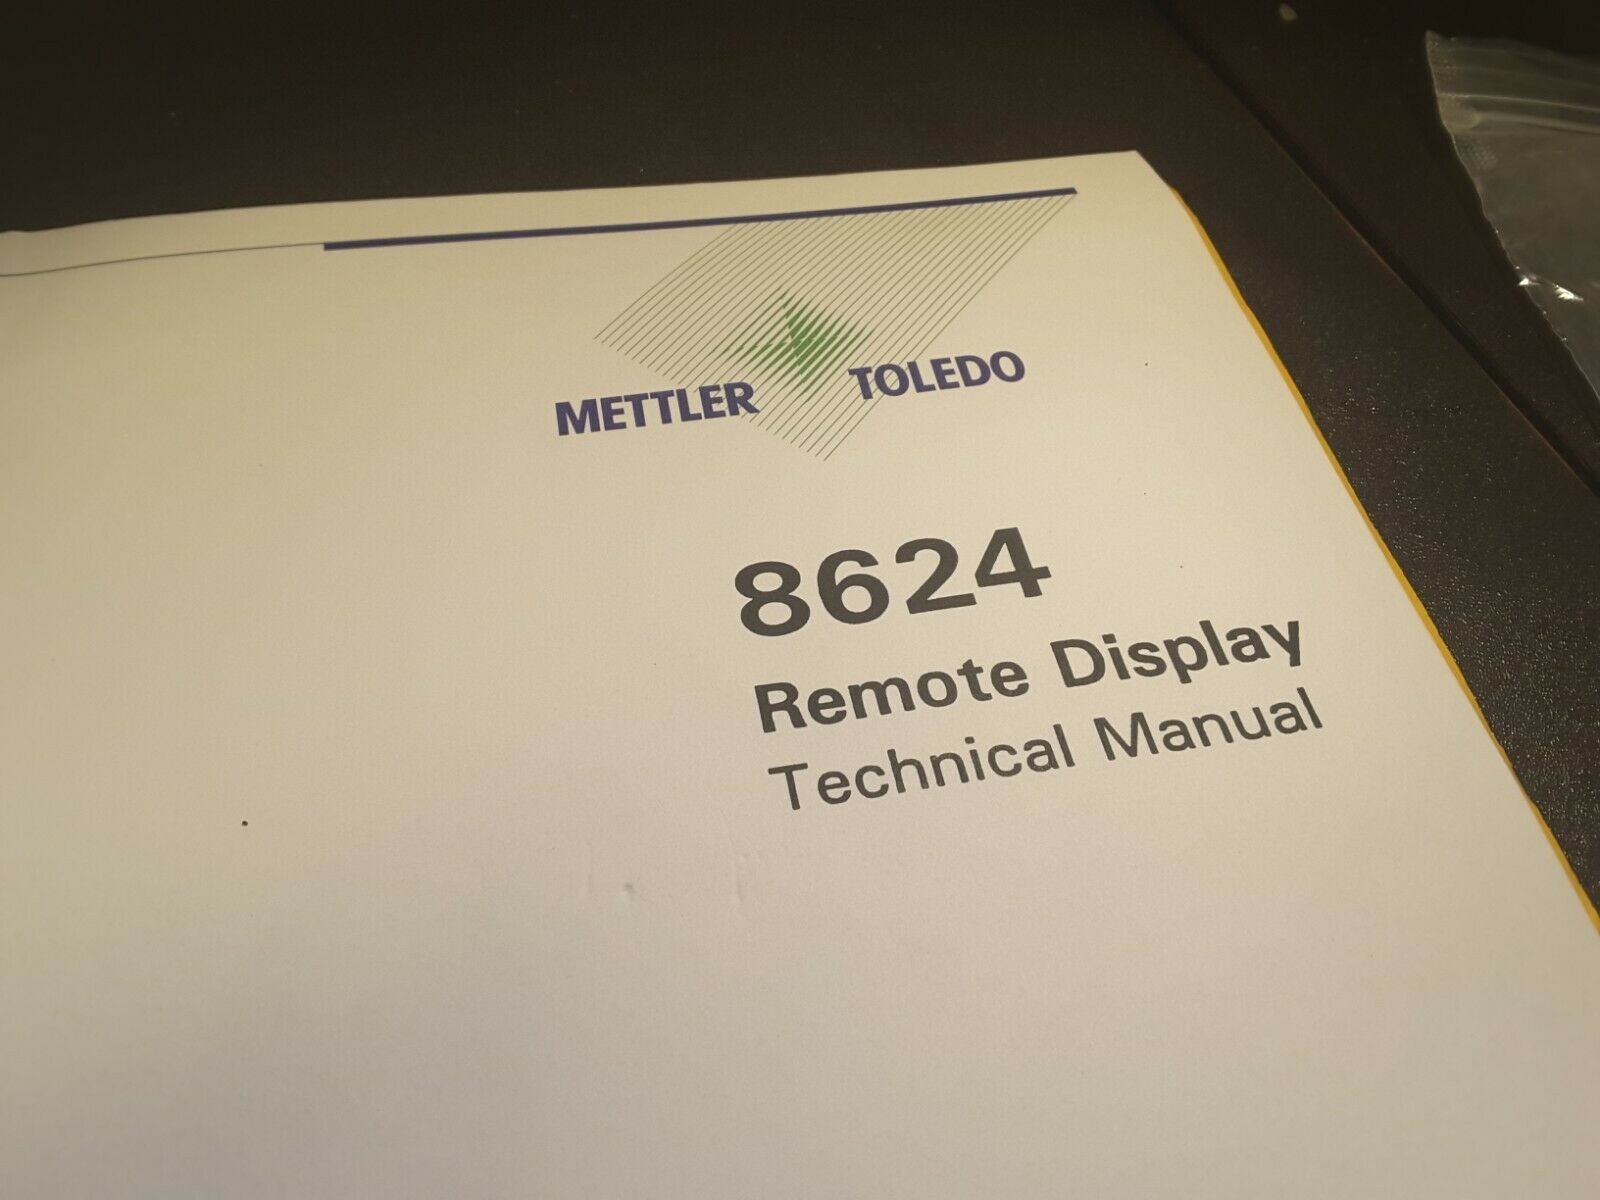 METTLER TOLEDO
8624
Remote Display
Technical Manual